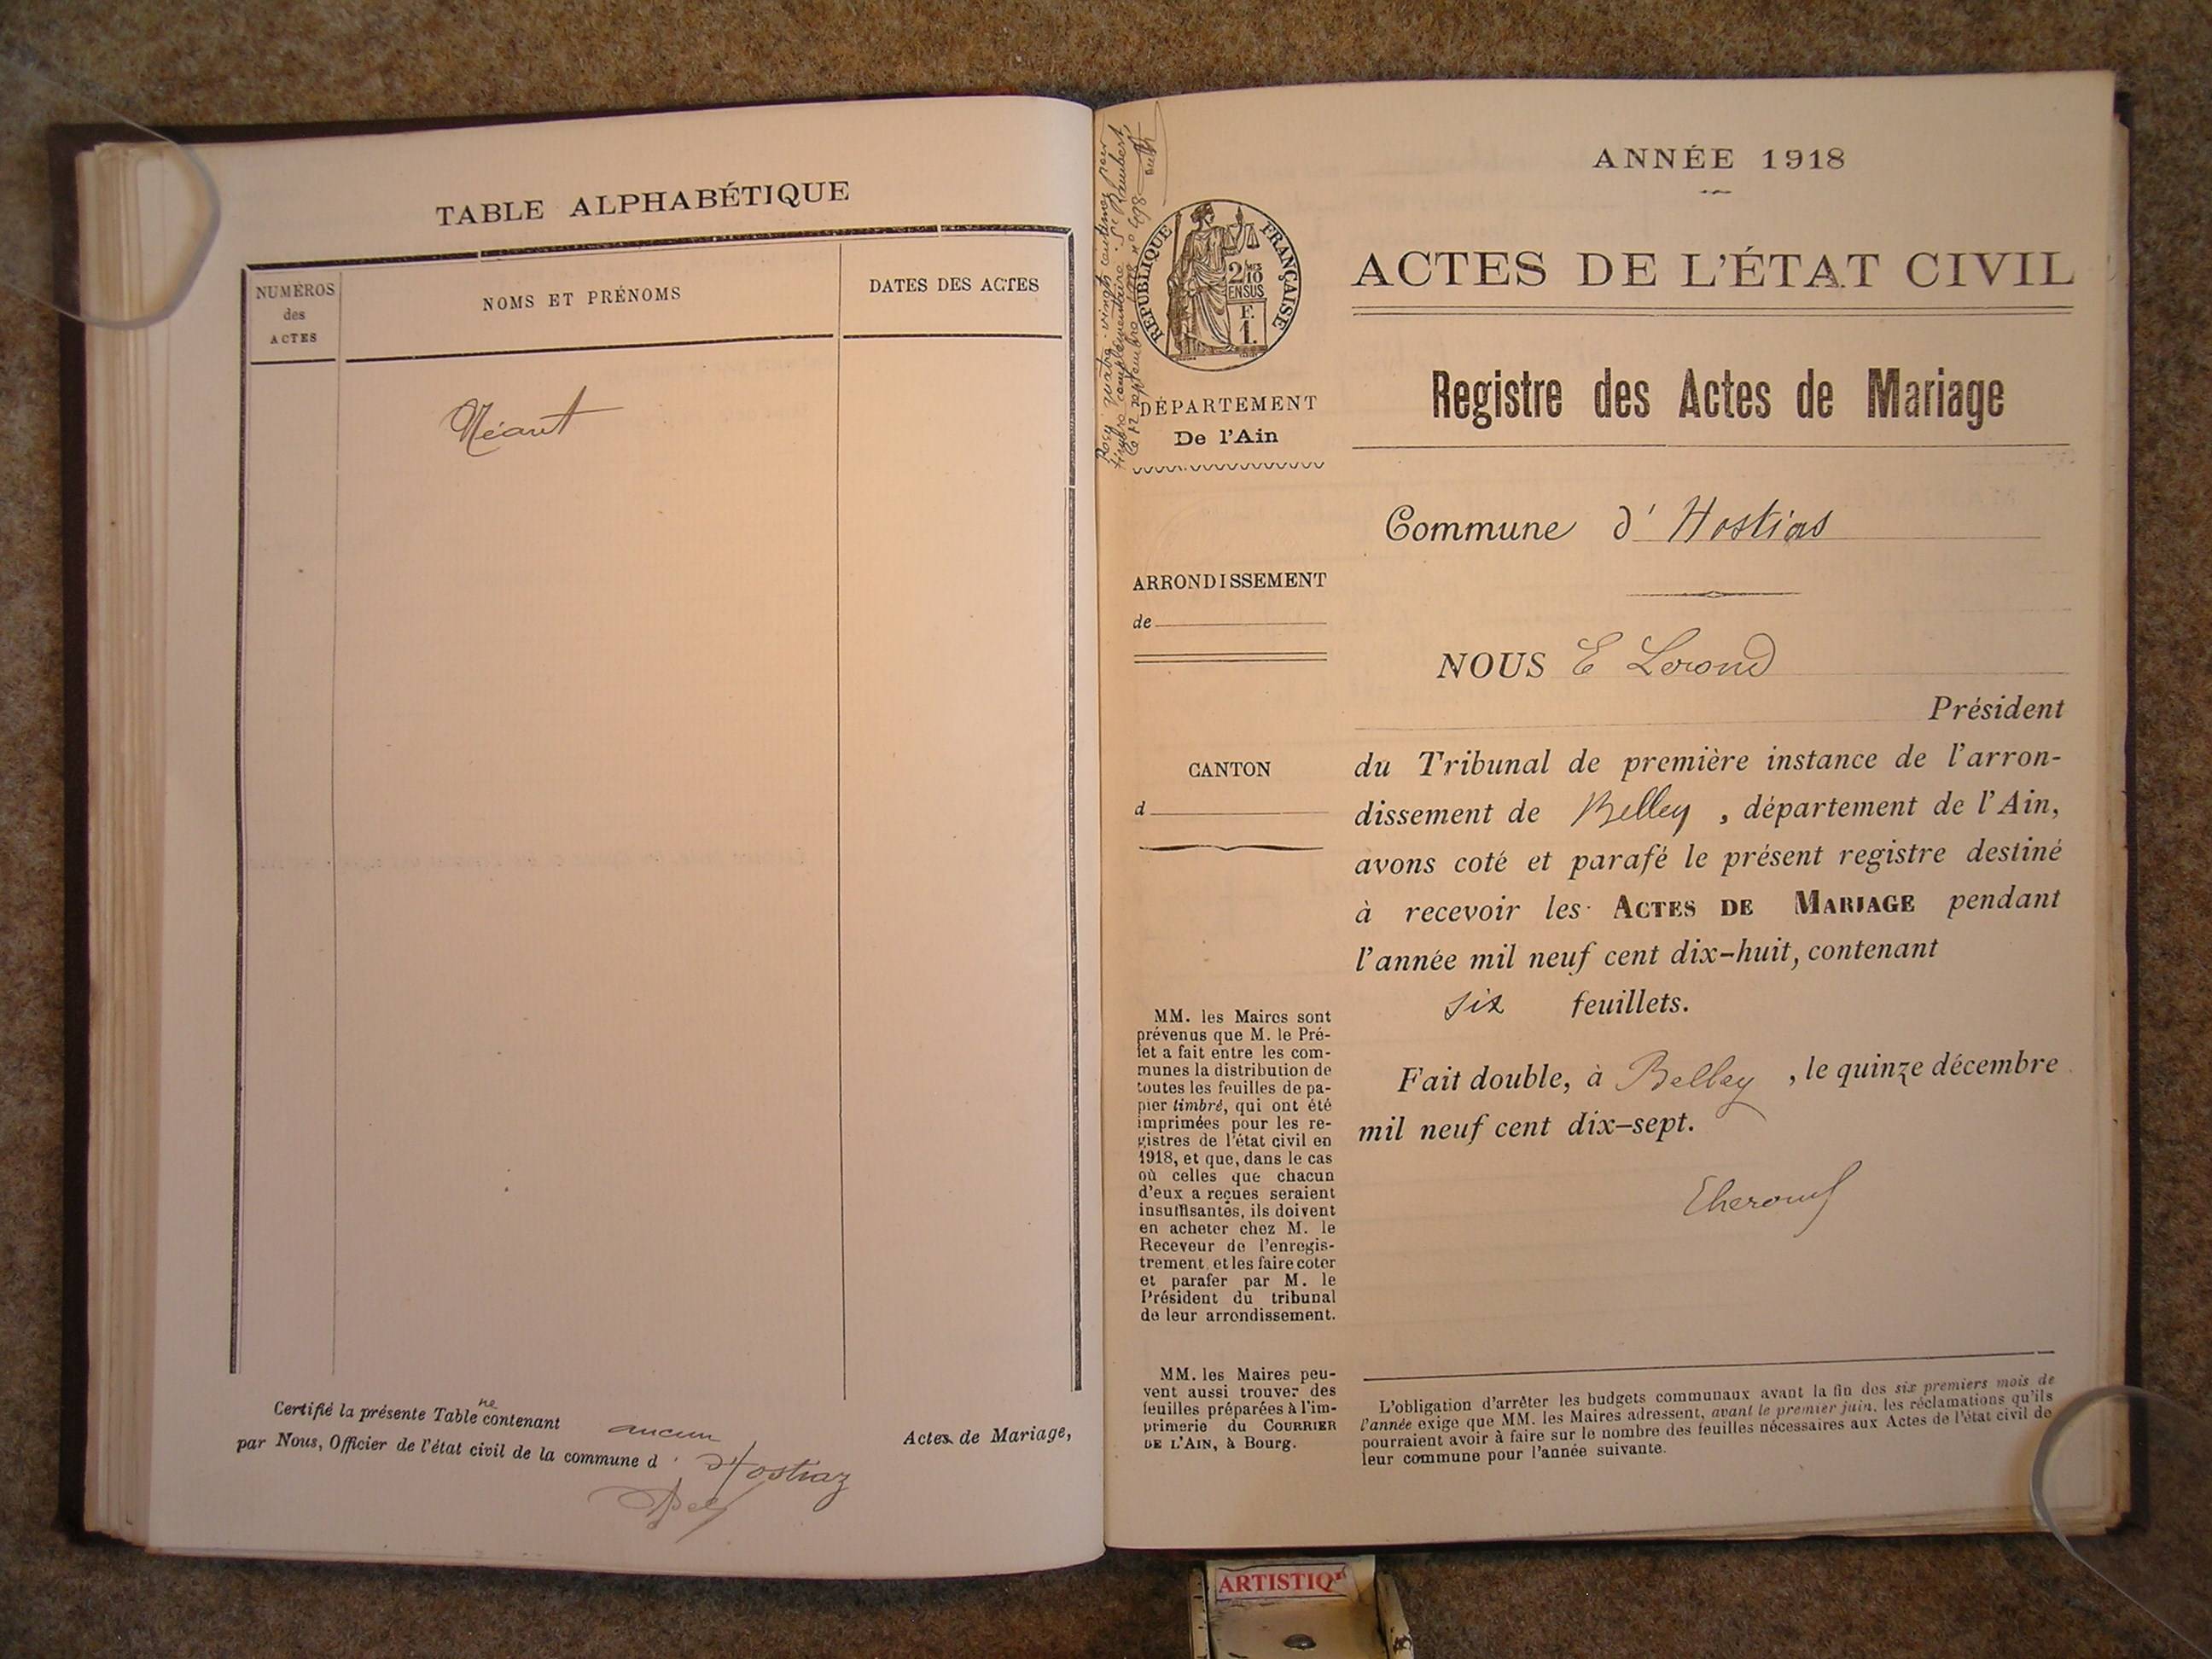 TABLE ALPHABÉTIQUE
NUMÉROS
des
ACTES
NOMS ET PRÉNOMS
DATES DES ACTES
Néant
Certifié la présente Table ne contenant aucun Actes de Mariage,
par Nous, Officier de l'état civil de la commune d' Hostiaz
timbre complémentaire St Rambert
RÉPUBLIQUE FRANÇAISE
2/10
EN SUS
F.
1.
DÉPARTEMENT
De l'Ain
ARRONDISSEMENT
de
CANTON
d
MM. les Maires sont
prévenus que M. le Pré-
fet a fait entre les com-
munes la distribution de
toutes les feuilles de pa-
pier timbré, qui ont été
imprimées pour les re-
gistres de l'état civil en
1918, et que, dans le cas
où celles que chacun
d'eux a reçues seraient
insuffisantes, ils doivent
en acheter chez M. le
Receveur de l'enregis-
trement, et les faire coter
et parafer par M. le
Président du tribunal
de leur arrondissement.
MM. les Maires peu-
vent aussi trouver des
feuilles préparées à l'im-
primerie du COURRIER
DE L'AIN, à Bourg.
ANNÉE 1918
ACTES DE L'ÉTAT CIVIL
Registre des Actes de Mariage
Commune d' Hostias
NOUS E Lerond
Président
du Tribunal de première instance de l'arron-
dissement de Belley, département de l'Ain,
avons coté et parafé le présent registre destiné
à recevoir les ACTES DE MARIAGE pendant
l'année mil neuf cent dix-huit, contenant
six feuillets.
Fait double, à Belley, le quinze décembre
mil neuf cent dix-sept.
L'obligation d'arrêter les budgets communaux avant la fin des six premiers mois de
l'année exige que MM. les Maires adressent, avant le premier juin, les réclamations qu'ils
pourraient avoir à faire sur le nombre des feuilles nécessaires aux Actes de l'état civil de
leur commune pour l'année suivante.
ARTISTIQ